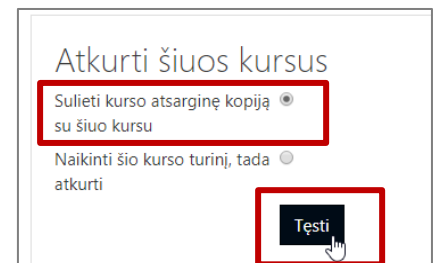 Atkurti šiuos kursus
Sulieti kurso atsarginę kopiją
su šiuo kursu
Naikinti šio kurso turinį, tada
atkurti
Tęsti